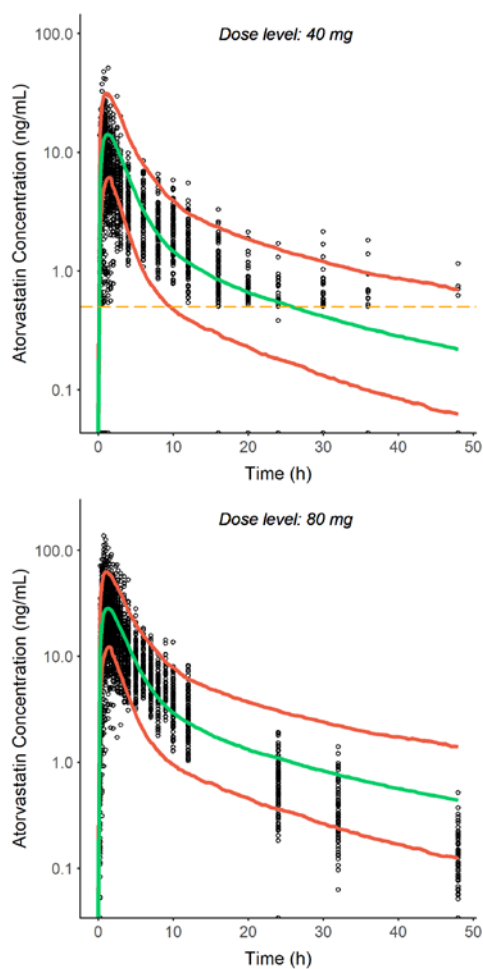 Dose level: 40 mg
Atorvastatin Concentration (ng/mL)
100.0
10.0
1.0
0.1
0 10 20 30 40 50
Time (h)
Dose level: 80 mg
Atorvastatin Concentration (ng/mL)
100.0
10.0
1.0
0.1
0 10 20 30 40 50
Time (h)